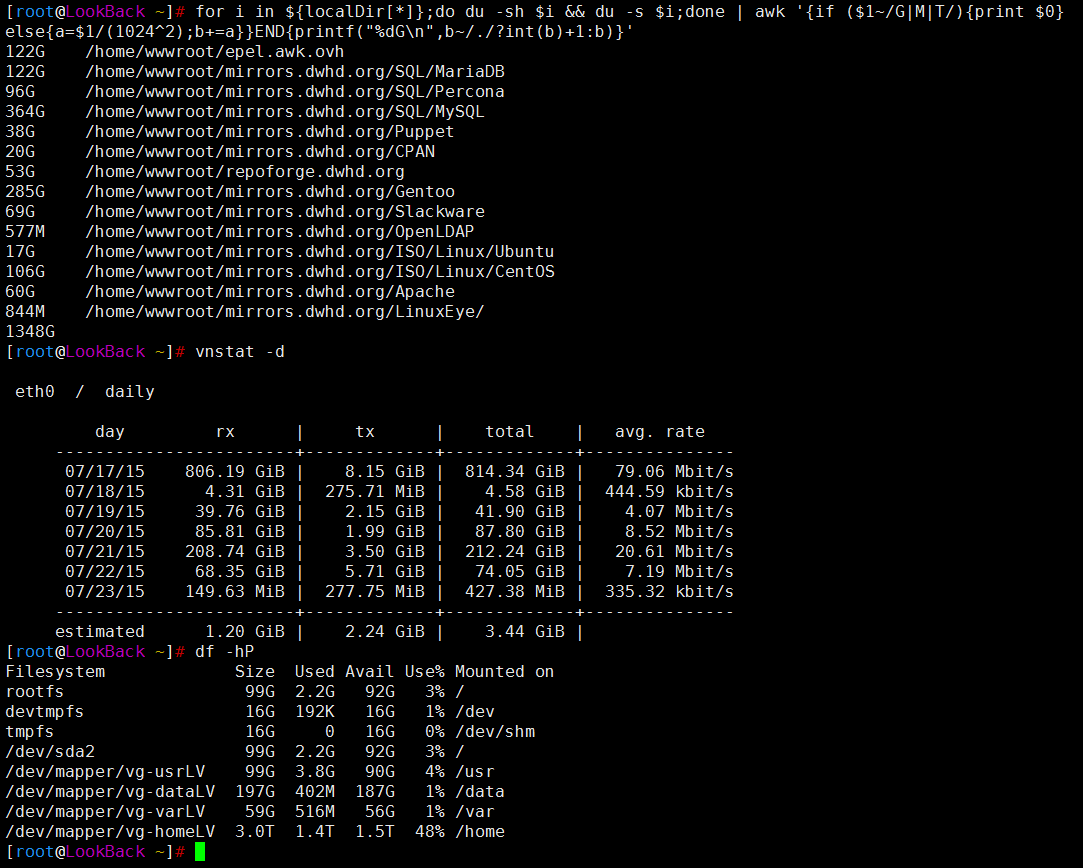 [root@LookBack ~]# for i in ${localDir[*]};do du -sh $i && du -s $i;done | awk '{if ($1~/G|M|T/){print $0}
else{a=$1/(1024^2);b+=a}}END{printf("%dG\n",b~/./?int(b)+1:b)}'
122G    /home/wwwroot/epel.awk.ovh
122G    /home/wwwroot/mirrors.dwhd.org/SQL/MariaDB
96G     /home/wwwroot/mirrors.dwhd.org/SQL/Percona
364G    /home/wwwroot/mirrors.dwhd.org/SQL/MySQL
38G     /home/wwwroot/mirrors.dwhd.org/Puppet
20G     /home/wwwroot/mirrors.dwhd.org/CPAN
53G     /home/wwwroot/repoforge.dwhd.org
285G    /home/wwwroot/mirrors.dwhd.org/Gentoo
69G     /home/wwwroot/mirrors.dwhd.org/Slackware
577M    /home/wwwroot/mirrors.dwhd.org/OpenLDAP
17G     /home/wwwroot/mirrors.dwhd.org/ISO/Linux/Ubuntu
106G    /home/wwwroot/mirrors.dwhd.org/ISO/Linux/CentOS
60G     /home/wwwroot/mirrors.dwhd.org/Apache
844M    /home/wwwroot/mirrors.dwhd.org/LinuxEye/
1348G
[root@LookBack ~]# vnstat -d
 eth0  /  daily
         day         rx      |     tx      |    total    |   avg. rate
     ------------------------+-------------+-------------+---------------
      07/17/15    806.19 GiB |    8.15 GiB |  814.34 GiB |   79.06 Mbit/s
      07/18/15      4.31 GiB |  275.71 MiB |    4.58 GiB |  444.59 kbit/s
      07/19/15     39.76 GiB |    2.15 GiB |   41.90 GiB |    4.07 Mbit/s
      07/20/15     85.81 GiB |    1.99 GiB |   87.80 GiB |    8.52 Mbit/s
      07/21/15    208.74 GiB |    3.50 GiB |  212.24 GiB |   20.61 Mbit/s
      07/22/15     68.35 GiB |    5.71 GiB |   74.05 GiB |    7.19 Mbit/s
      07/23/15    149.63 MiB |  277.75 MiB |  427.38 MiB |  335.32 kbit/s
     ------------------------+-------------+-------------+---------------
     estimated      1.20 GiB |    2.24 GiB |    3.44 GiB |
[root@LookBack ~]# df -hP
Filesystem             Size  Used Avail Use% Mounted on
rootfs                  99G  2.2G   92G   3% /
devtmpfs                16G  192K   16G   1% /dev
tmpfs                   16G     0   16G   0% /dev/shm
/dev/sda2               99G  2.2G   92G   3% /
/dev/mapper/vg-usrLV    99G  3.8G   90G   4% /usr
/dev/mapper/vg-dataLV  197G  402M  187G   1% /data
/dev/mapper/vg-varLV    59G  516M   56G   1% /var
/dev/mapper/vg-homeLV  3.0T  1.4T  1.5T  48% /home
[root@LookBack ~]#